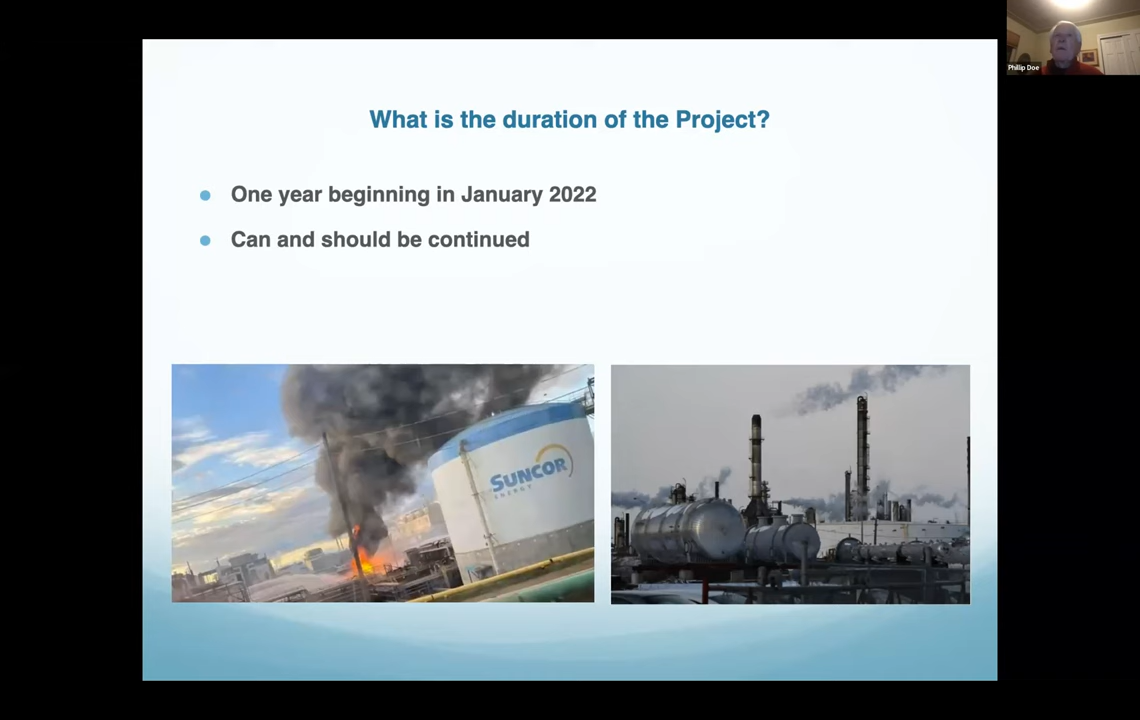 Phillip Doe
What is the duration of the Project?
One year beginning in January 2022
Can and should be continued
SUNCOR
ENERGY